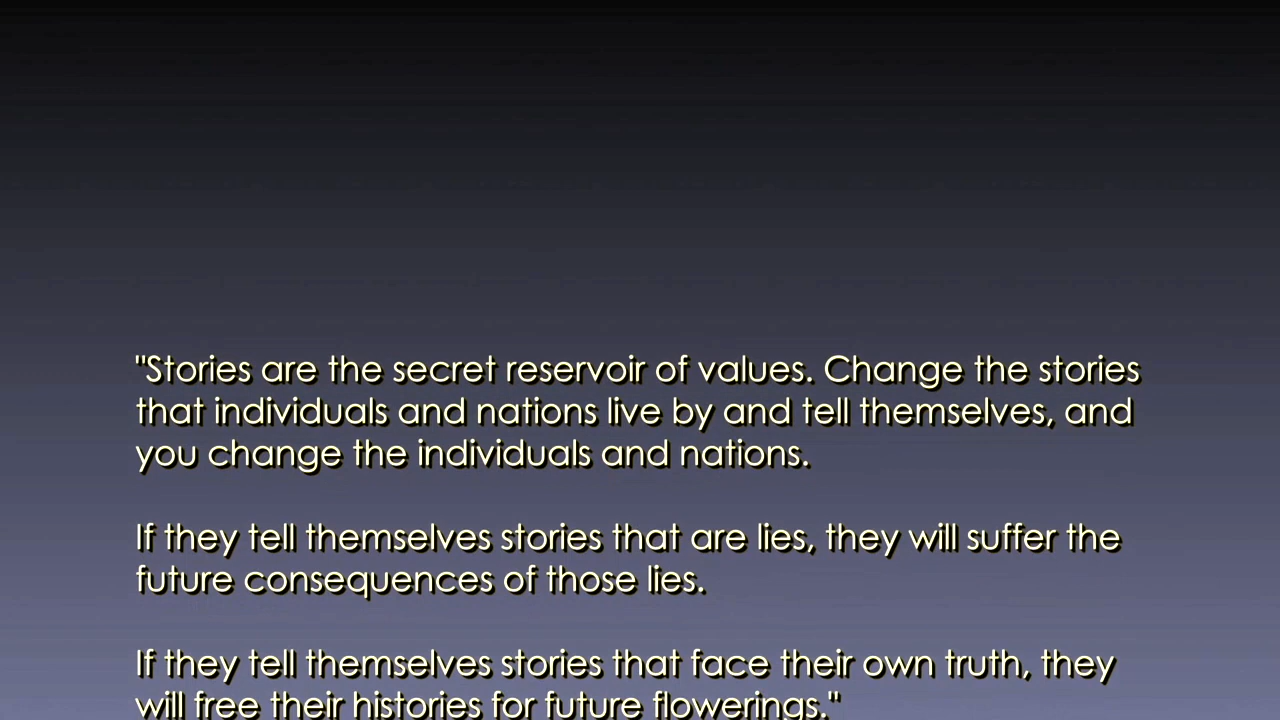 "Stories are the secret reservoir of values. Change the stories
that individuals and nations live by and tell themselves, and
you change the individuals and nations.
If they tell themselves stories that are lies, they will suffer the
future consequences of those lies.
If they tell themselves stories that face their own truth, they
will free their histories for future flowerings."